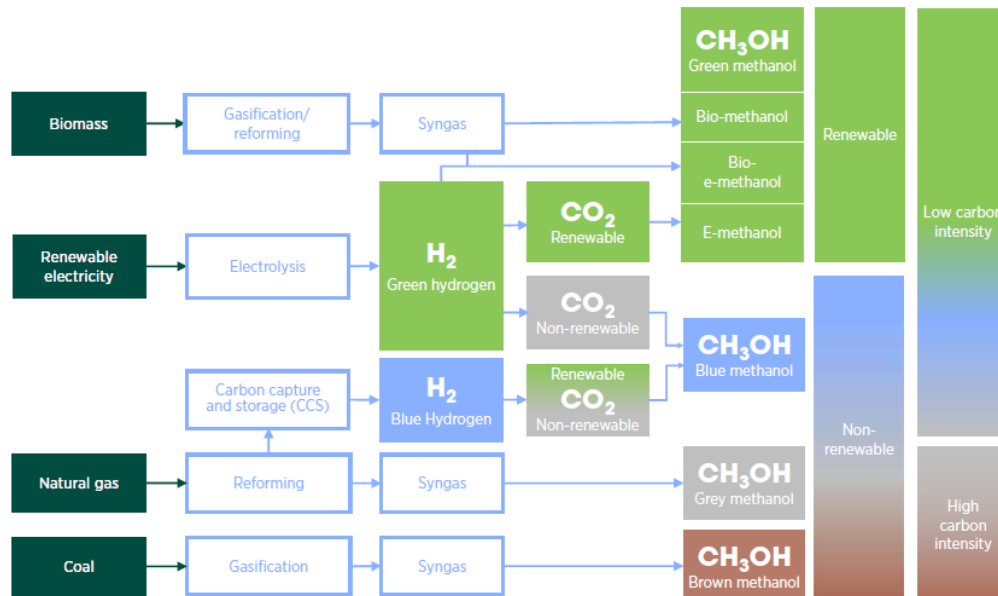 CH₃OH
Green methanol
Biomass
Gasification/
reforming
Syngas
Bio-methanol
Renewable
Bio-
e-methanol
Low carbon
intensity
Renewable
electricity
Electrolysis
H₂
Green hydrogen
CO₂
Renewable
E-methanol
CO₂
Non-renewable
CH₃OH
Blue methanol
Carbon capture
and storage (CCS)
H₂
Blue Hydrogen
Renewable
CO₂
Non-renewable
Non-
renewable
Natural gas
Reforming
Syngas
CH₃OH
Grey methanol
High
carbon
intensity
Coal
Gasification
Syngas
CH₃OH
Brown methanol